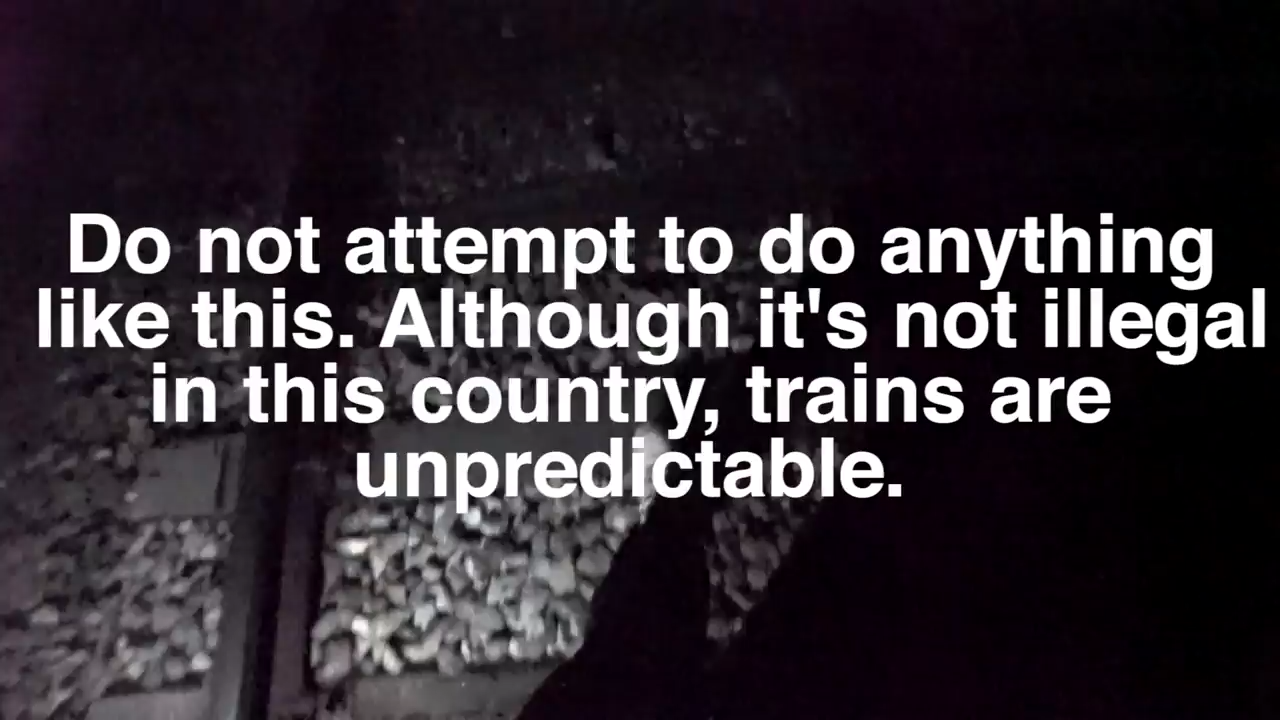 Do not attempt to do anything
like this. Although it's not illegal
in this country, trains are
unpredictable.